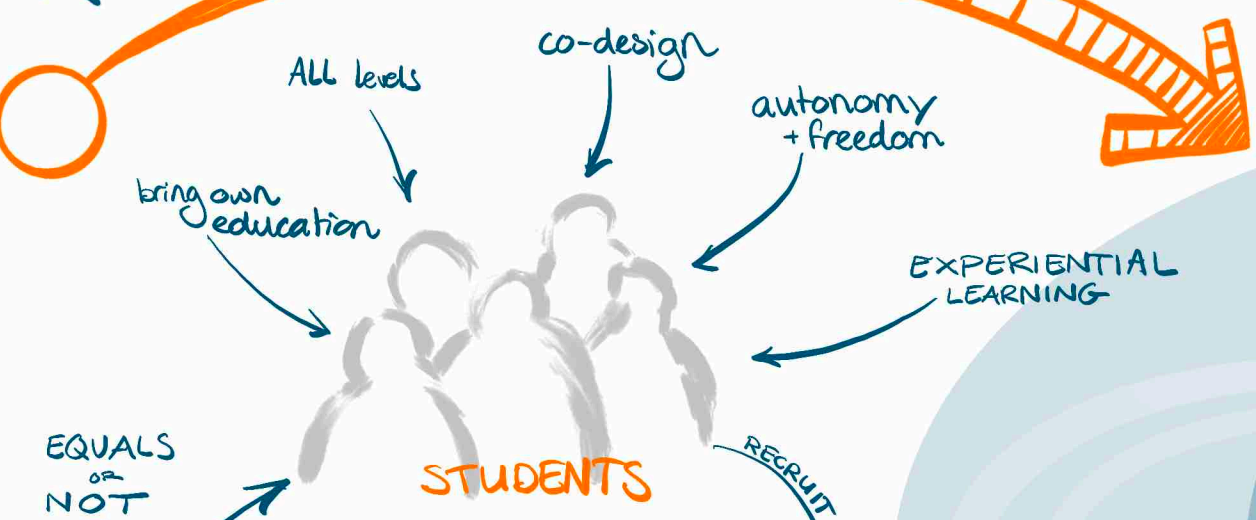 co-design
ALL levels
autonomy
+ freedom
bring own
education
EXPERIENTIAL
LEARNING
EQUALS
OR
NOT
STUDENTS
RECRUIT